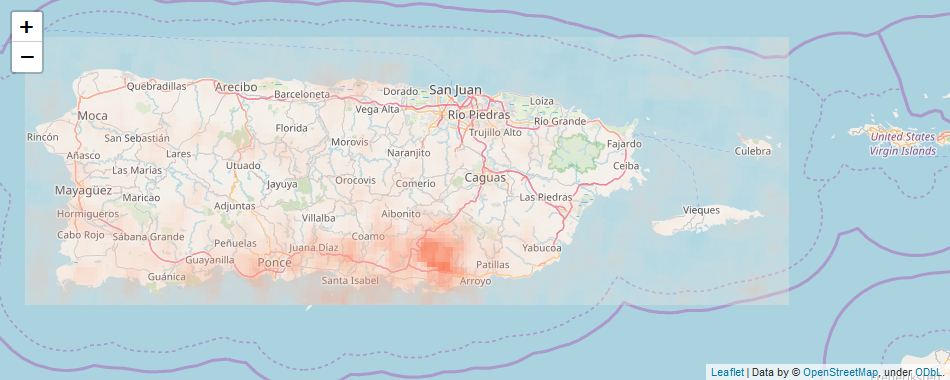 +
−
Quebradillas
Arecibo
Barceloneta
Dorado
San Juan
Vega Alta
Loíza
Moca
Río Piedras
Río Grande
Rincón
San Sebastián
Florida
Morovis
Trujillo Alto
Fajardo
United States
Virgin Islands
Añasco
Lares
Naranjito
Culebra
Las Marías
Utuado
Ceiba
Mayagüez
Jayuya
Orocovis
Comerío
Caguas
Maricao
Las Piedras
Adjuntas
Hormigueros
Villalba
Aibonito
Vieques
Cabo Rojo
Sábana Grande
Peñuelas
Coamo
Juana Díaz
Yabucoa
Guayanilla
Ponce
Patillas
Guánica
Santa Isabel
Arroyo
Leaflet | Data by © OpenStreetMap, under ODbL.